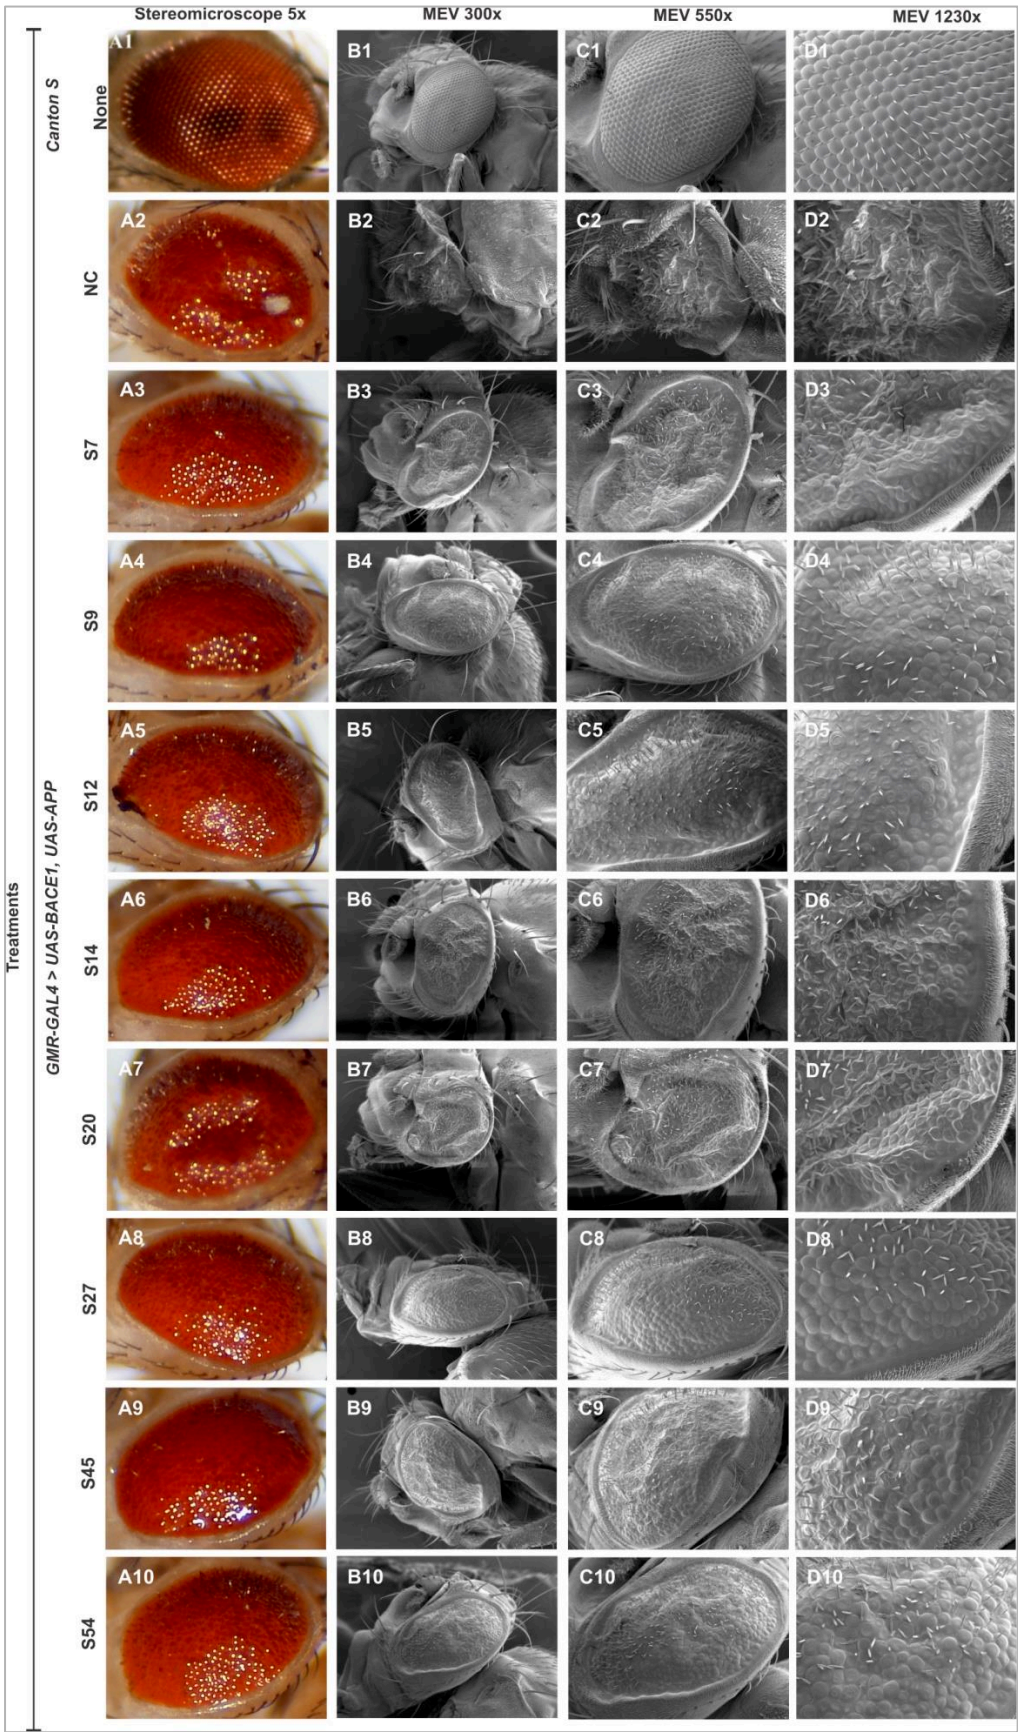 Stereomicroscope 5x MEV 300x MEV 550x MEV 1230x
Treatments
Canton S
GMR-GAL4 > UAS-BACE1, UAS-APP
None
A1 B1 C1 D1
NC
A2 B2 C2 D2
S7
A3 B3 C3 D3
S9
A4 B4 C4 D4
S12
A5 B5 C5 D5
S14
A6 B6 C6 D6
S20
A7 B7 C7 D7
S27
A8 B8 C8 D8
S45
A9 B9 C9 D9
S54
A10 B10 C10 D10